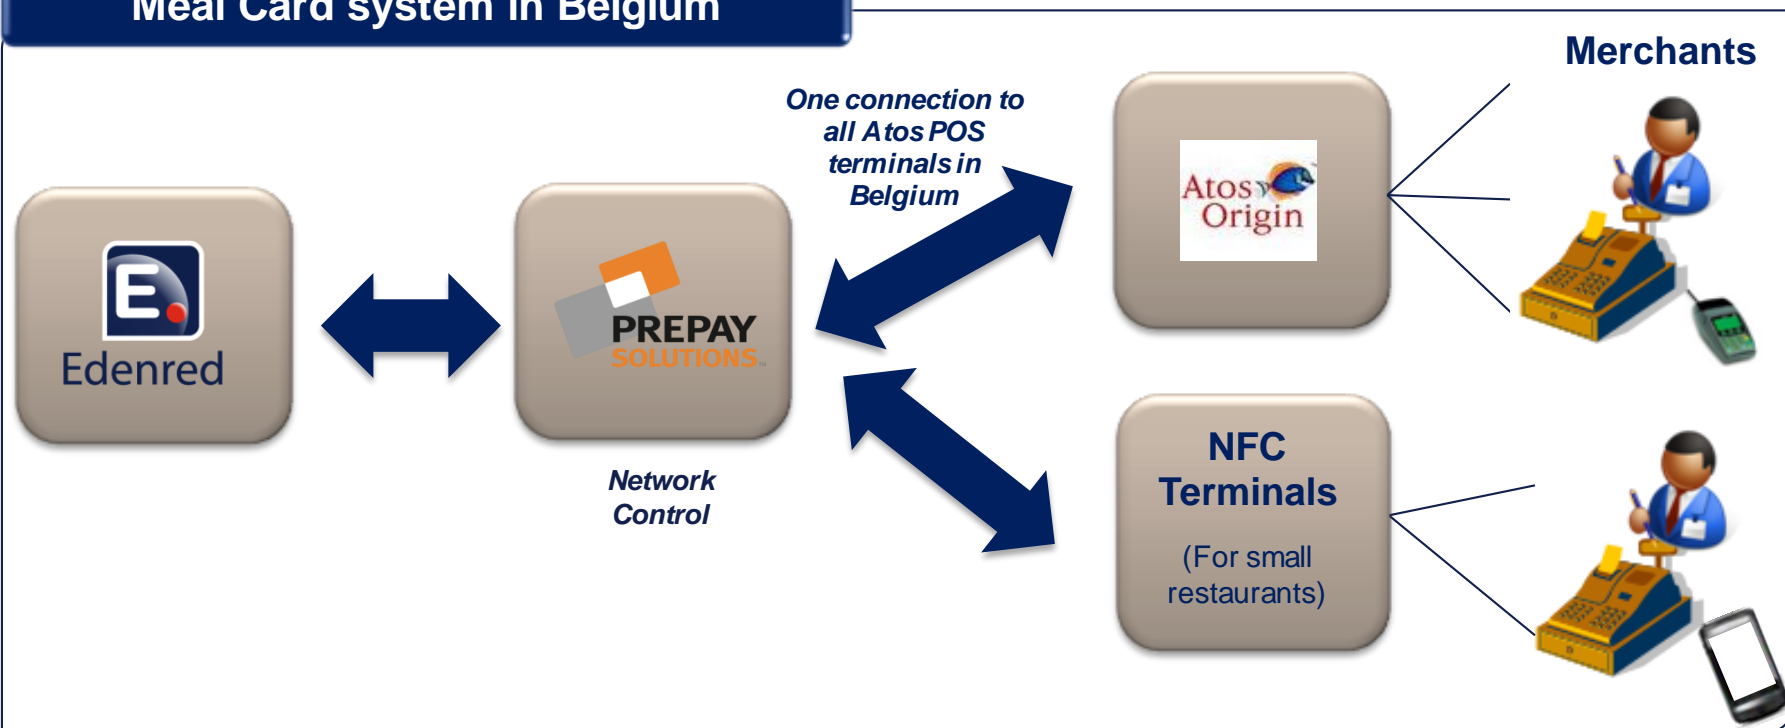 Meal Card system in Belgium
Merchants
One connection to
all Atos POS
terminals in
Belgium
Atos
Origin
E.
Edenred
PREPAY
SOLUTIONS
Network
Control
NFC
Terminals
(For small
restaurants)